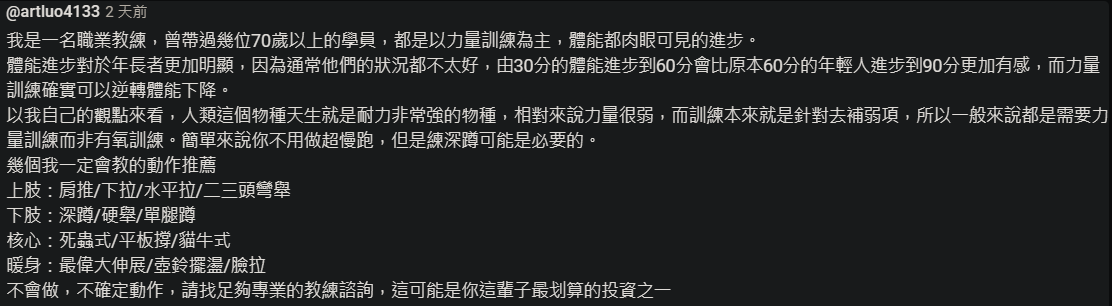 @artluo4133 2 天前
我是一名職業教練，曾帶過幾位70歲以上的學員，都是以力量訓練為主，體能都肉眼可見的進步。
體能進步對於年長者更加明顯，因為通常他們的狀況都不太好，由30分的體能進步到60分會比原本60分的年輕人進步到90分更加有感，而力量
訓練確實可以逆轉體能下降。
以我自己的觀點來看，人類這個物種天生就是耐力非常強的物種，相對來說力量很弱，而訓練本來就是針對去補弱項，所以一般來說都是需要力
量訓練而非有氧訓練。簡單來說你不用做超慢跑，但是練深蹲可能是必要的。
幾個我一定會教的動作推薦
上肢：肩推/下拉/水平拉/二三頭彎舉
下肢：深蹲/硬舉/單腿蹲
核心：死蟲式/平板撐/貓牛式
暖身：最偉大伸展/壺鈴擺盪/臉拉
不會做，不確定動作，請找足夠專業的教練諮詢，這可能是你這輩子最划算的投資之一